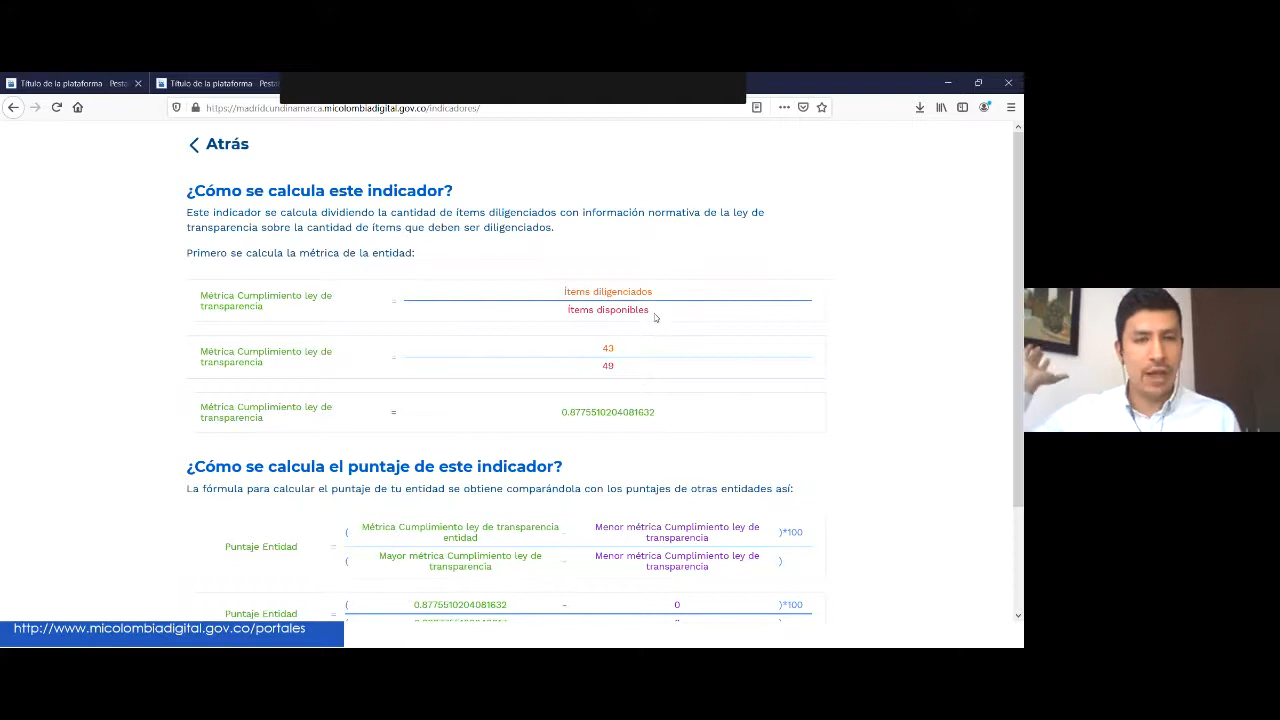 Título de la plataforma - Pesta
Título de la plataforma - Pesta
https://madridcundinamarca.micolombiadigital.gov.co/indicadores/
Atrás
¿Cómo se calcula este indicador?
Este indicador se calcula dividiendo la cantidad de ítems diligenciados con información normativa de la ley de
transparencia sobre la cantidad de ítems que deben ser diligenciados.
Primero se calcula la métrica de la entidad:
Métrica Cumplimiento ley de
transparencia
=
Ítems diligenciados
Ítems disponibles
Métrica Cumplimiento ley de
transparencia
=
43
49
Métrica Cumplimiento ley de
transparencia
=
0.8775510204081632
¿Cómo se calcula el puntaje de este indicador?
La fórmula para calcular el puntaje de tu entidad se obtiene comparándola con los puntajes de otras entidades así:
Puntaje Entidad
=
( Métrica Cumplimiento ley de transparencia
entidad
-
Menor métrica Cumplimiento ley de
transparencia
)*100
( Mayor métrica Cumplimiento ley de
transparencia
-
Menor métrica Cumplimiento ley de
transparencia
)
Puntaje Entidad
=
( 0.8775510204081632 - 0 )*100
http://www.micolombiadigital.gov.co/portales